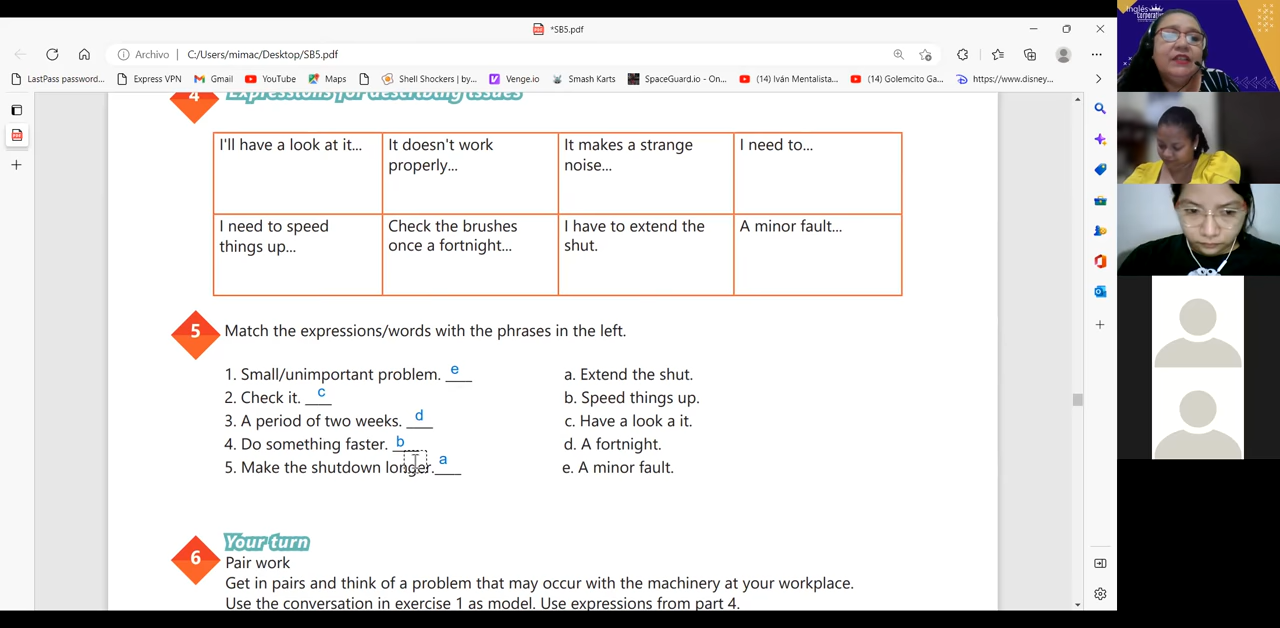 *SB5.pdf
Archivo
C:/Users/mimac/Desktop/SB5.pdf
LastPass password...
Express VPN
Gmail
YouTube
Maps
Shell Shockers | by...
Venge.io
Smash Karts
SpaceGuard.io - On...
(14) Iván Mentalista...
(14) Golemcito Ga...
https://www.disney...
Inglés
Corporativo
4 Expressions for describing issues
I'll have a look at it...
It doesn't work
properly...
It makes a strange
noise...
I need to...
I need to speed
things up...
Check the brushes
once a fortnight...
I have to extend the
shut.
A minor fault...
5 Match the expressions/words with the phrases in the left.
1. Small/unimportant problem. e
2. Check it. c
3. A period of two weeks. d
4. Do something faster. b
5. Make the shutdown longer. a
a. Extend the shut.
b. Speed things up.
c. Have a look a it.
d. A fortnight.
e. A minor fault.
6 Your turn
Pair work
Get in pairs and think of a problem that may occur with the machinery at your workplace.
Use the conversation in exercise 1 as model. Use expressions from part 4.